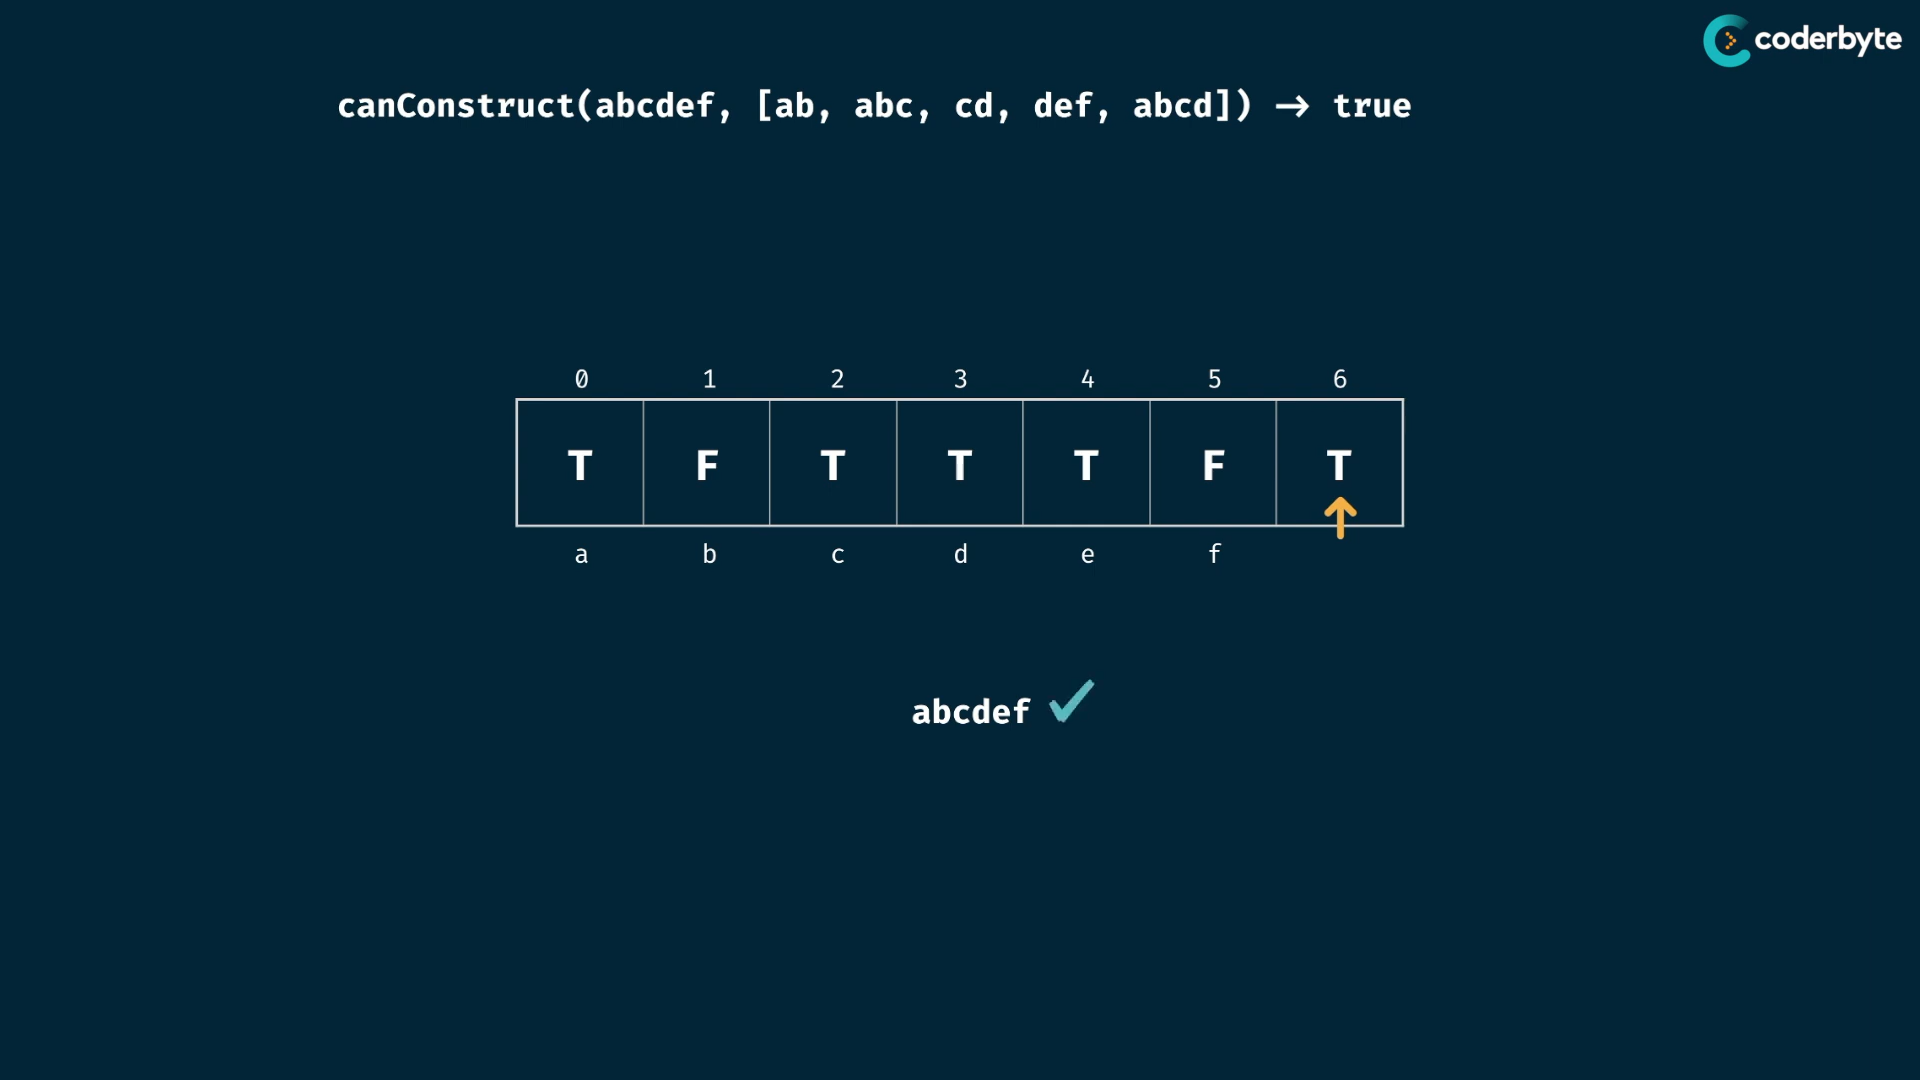 coderbyte
canConstruct(abcdef, [ab, abc, cd, def, abcd]) → true
0 1 2 3 4 5 6
T F T T T F T
a b c d e f
abcdef